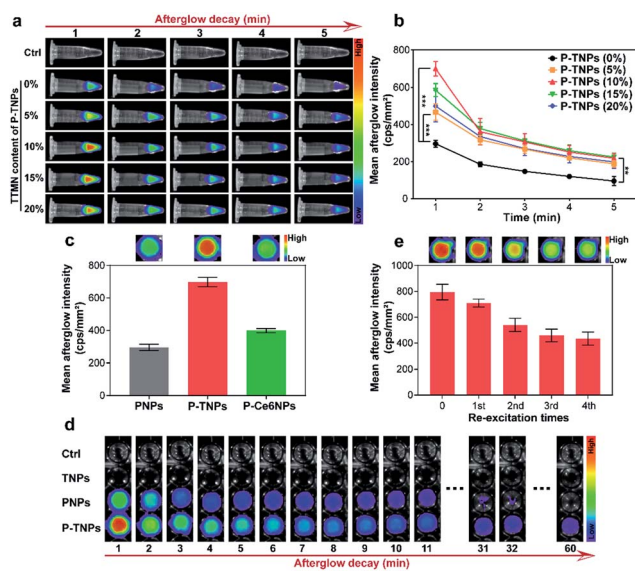 a
Afterglow decay (min)
1 2 3 4 5
Ctrl
0%
5%
10%
15%
20%
TTMN content of P-TNPs
High
Low
b
Mean afterglow intensity
(cps/mm²)
800
600
400
200
0
P-TNPs (0%)
P-TNPs (5%)
P-TNPs (10%)
P-TNPs (15%)
P-TNPs (20%)
***
***
**
1 2 3 4 5
Time (min)
c
High
Low
Mean afterglow intensity
(cps/mm²)
800
600
400
200
0
PNPs P-TNPs P-Ce6NPs
e
High
Low
Mean afterglow intensity
(cps/mm²)
1000
800
600
400
200
0
0 1st 2nd 3rd 4th
Re-excitation times
d
Ctrl
TNPs
PNPs
P-TNPs
High
Low
1 2 3 4 5 6 7 8 9 10 11 31 32 60
Afterglow decay (min)